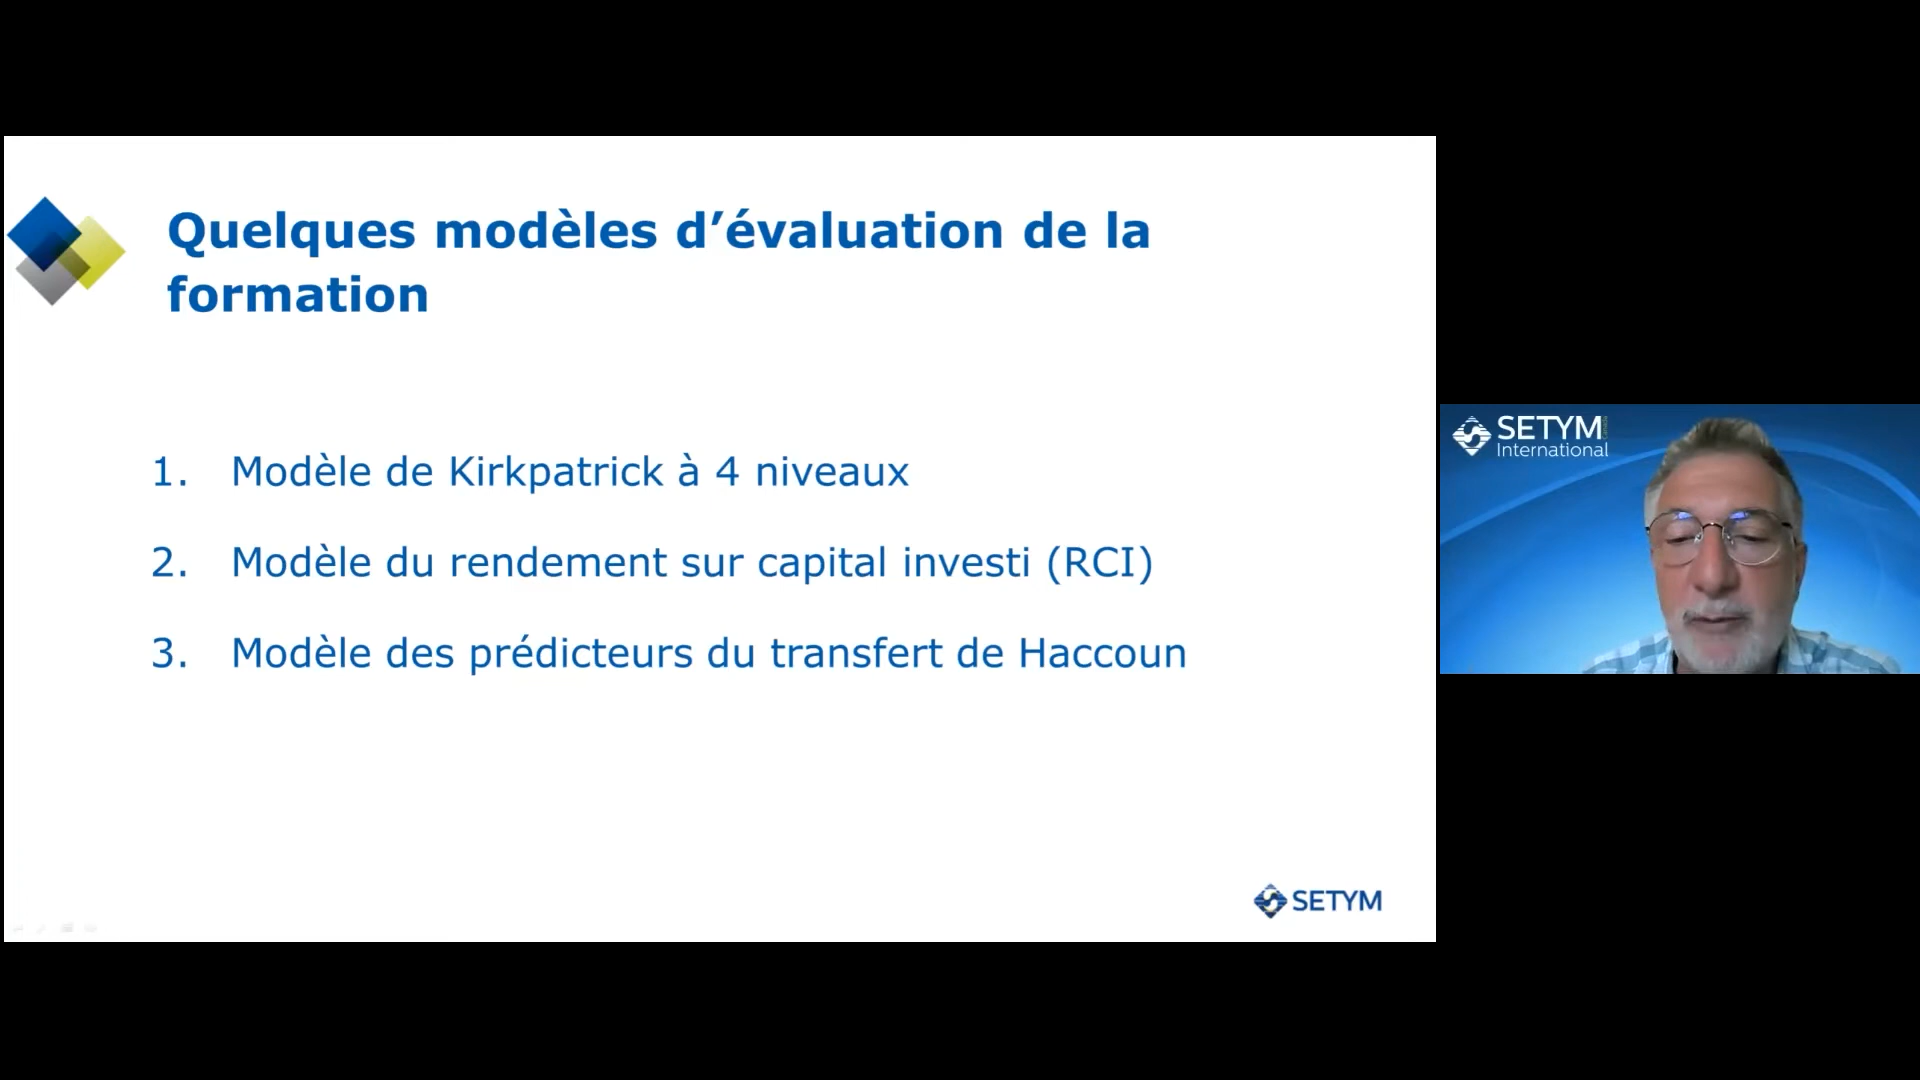 Quelques modèles d’évaluation de la
formation
1. Modèle de Kirkpatrick à 4 niveaux
2. Modèle du rendement sur capital investi (RCI)
3. Modèle des prédicteurs du transfert de Haccoun
SETYM
SETYM
International